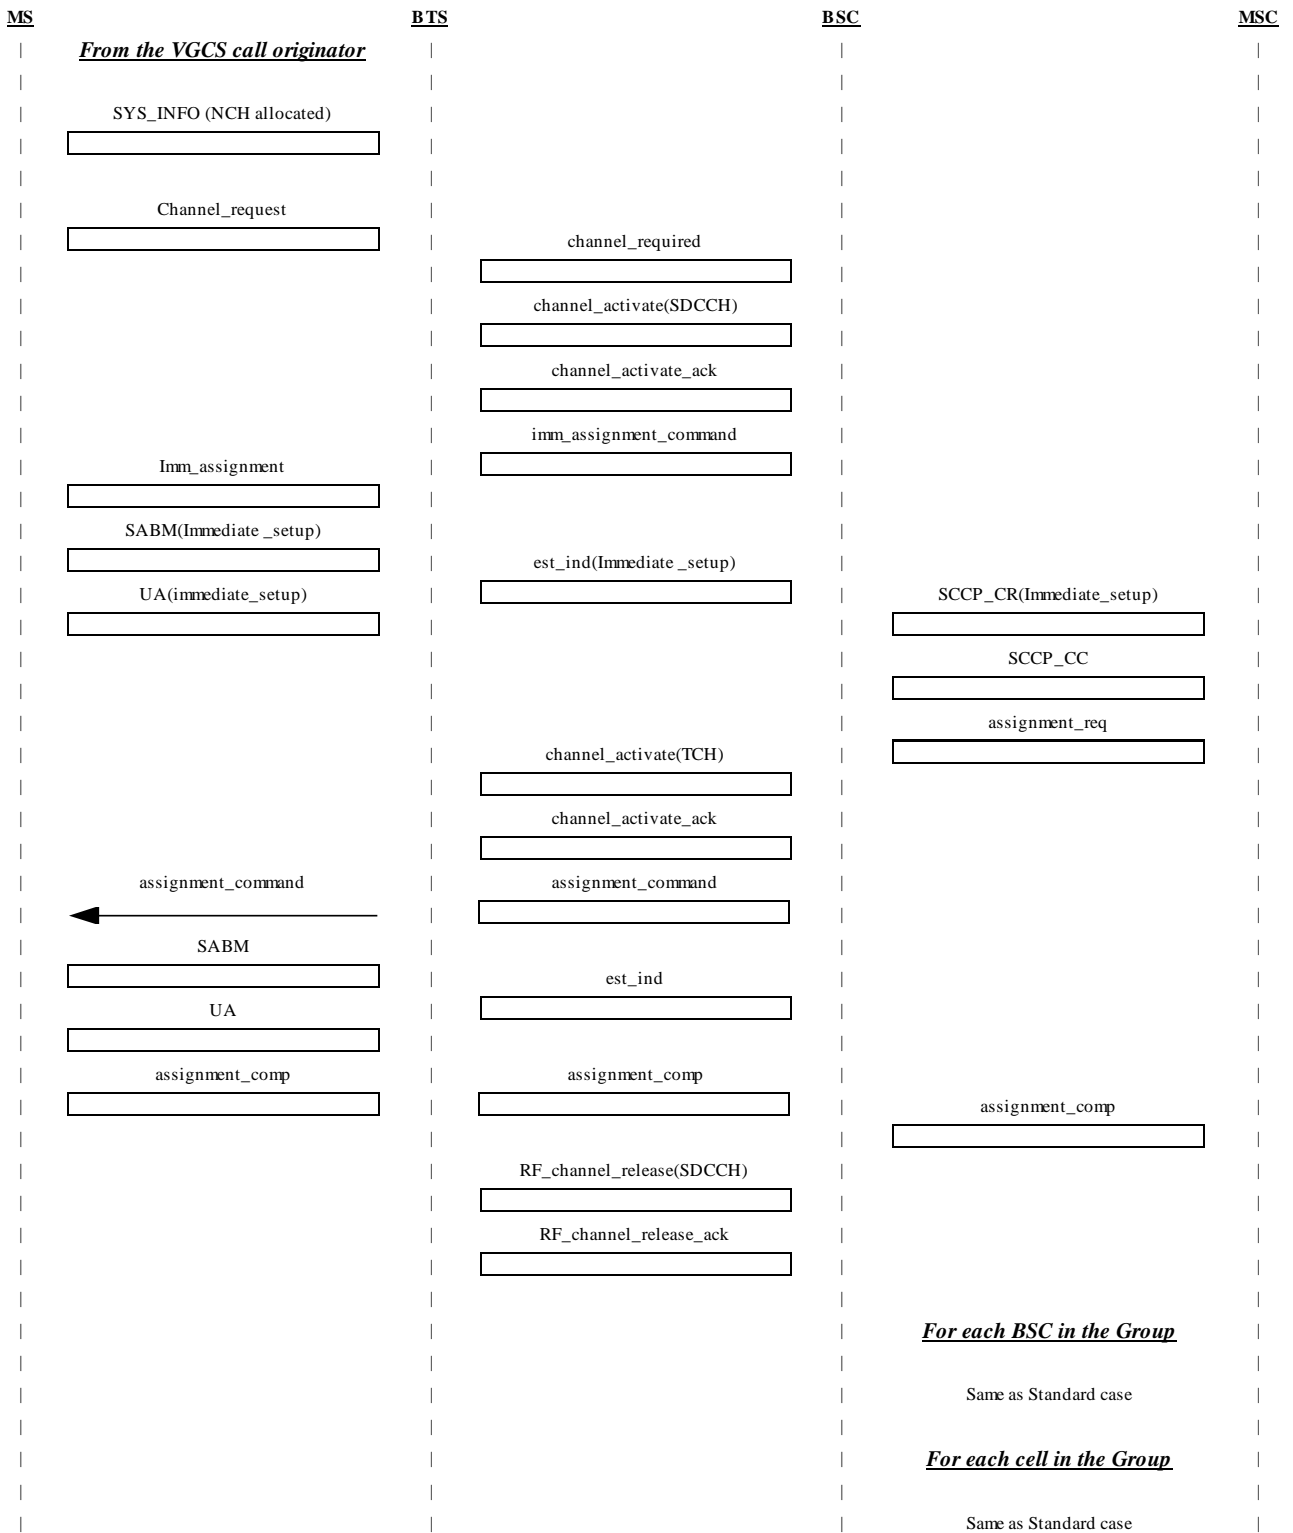 MS BTS BSC MSC
From the VGCS call originator
SYS_INFO (NCH allocated)
Channel_request
channel_required
channel_activate(SDCCH)
channel_activate_ack
imm_assignment_command
Imm_assignment
SABM(Immediate _setup)
est_ind(Immediate _setup)
UA(immediate_setup)
SCCP_CR(Immediate_setup)
SCCP_CC
assignment_req
channel_activate(TCH)
channel_activate_ack
assignment_command
assignment_command
SABM
est_ind
UA
assignment_comp
assignment_comp
assignment_comp
RF_channel_release(SDCCH)
RF_channel_release_ack
For each BSC in the Group
Same as Standard case
For each cell in the Group
Same as Standard case